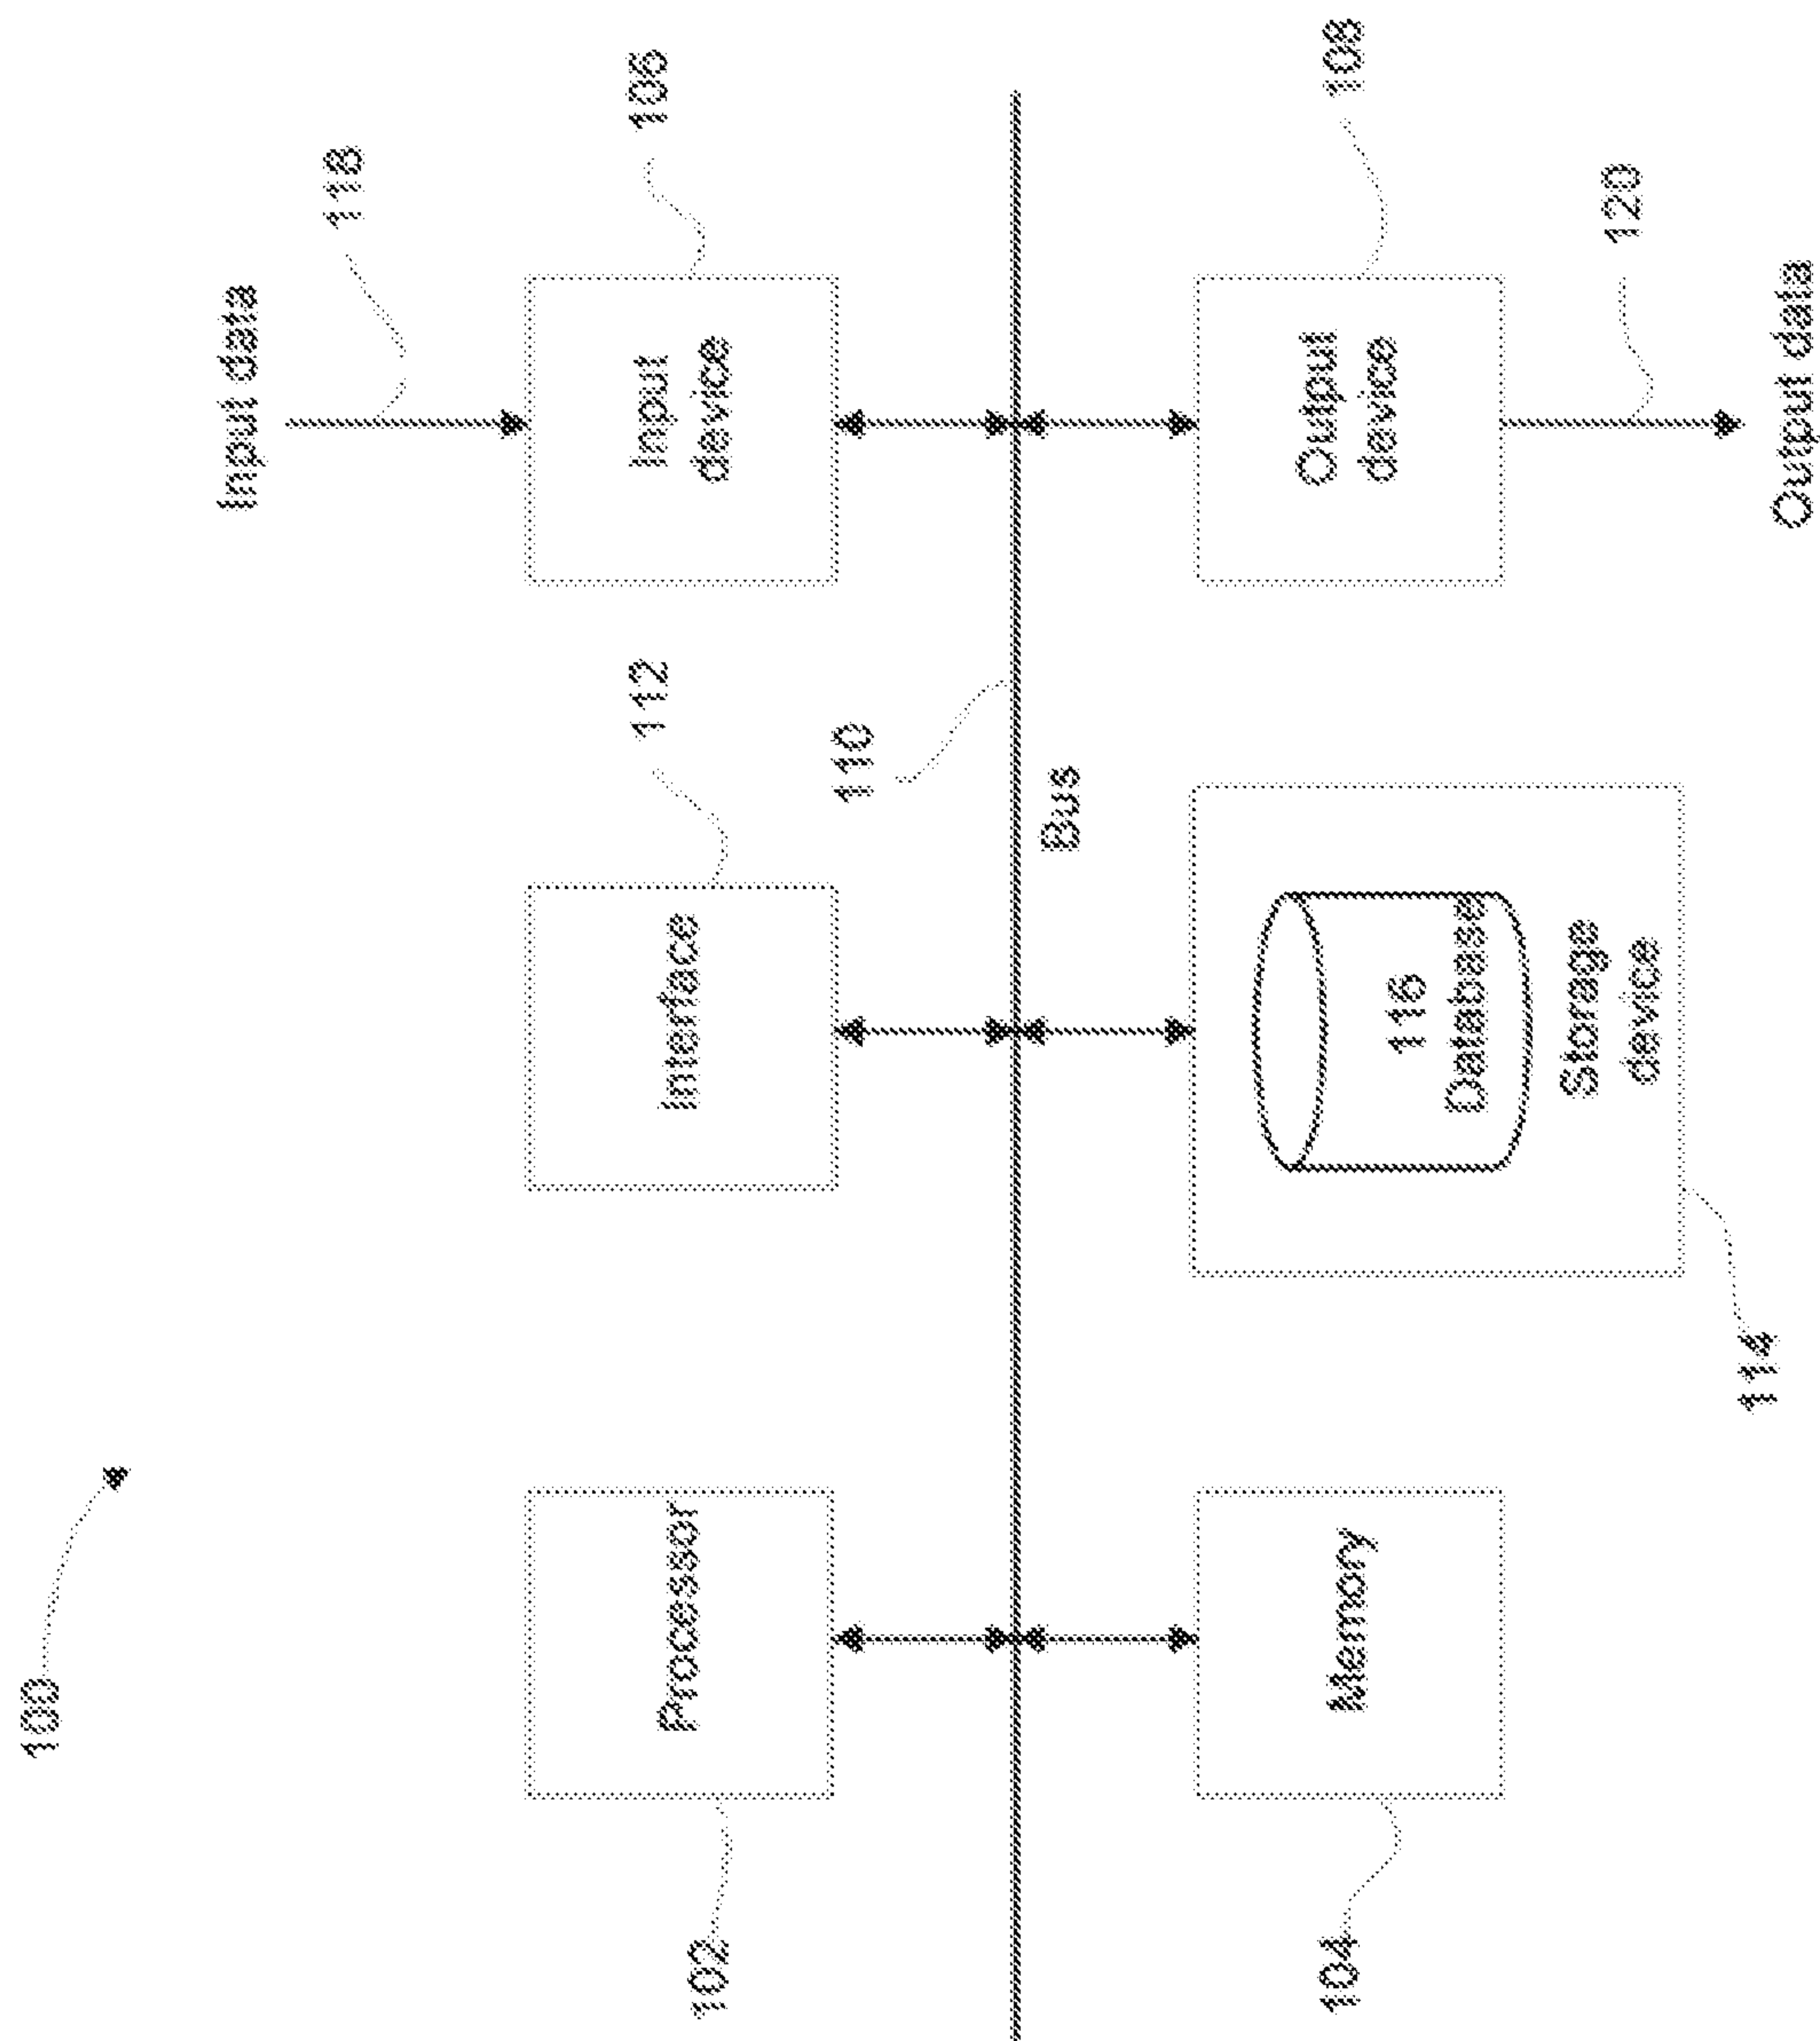 100
Input data
118
102
Processor
112
Interface
106
Input
device
110
Bus
104
Memory
116
Database
Storage
device
114
108
Output
device
120
Output data